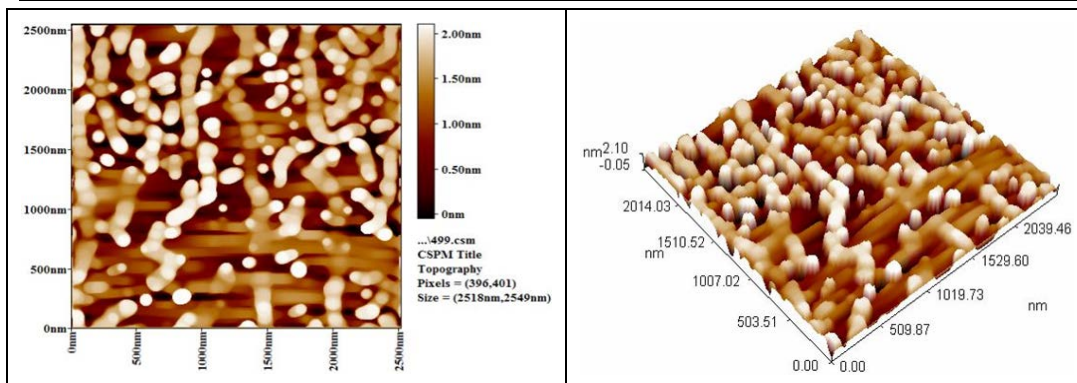 2500nm
2000nm
1500nm
1000nm
500nm
0nm
0nm
500nm
1000nm
1500nm
2000nm
2500nm
2.00nm
1.50nm
1.00nm
0.50nm
0nm
...\499.csm
CSPM Title
Topography
Pixels = (396,401)
Size = (2518nm,2549nm)
nm 2.10
-0.05
2014.03
1510.52
nm
1007.02
503.51
0.00
0.00
509.87
1019.73
nm
1529.60
2039.46